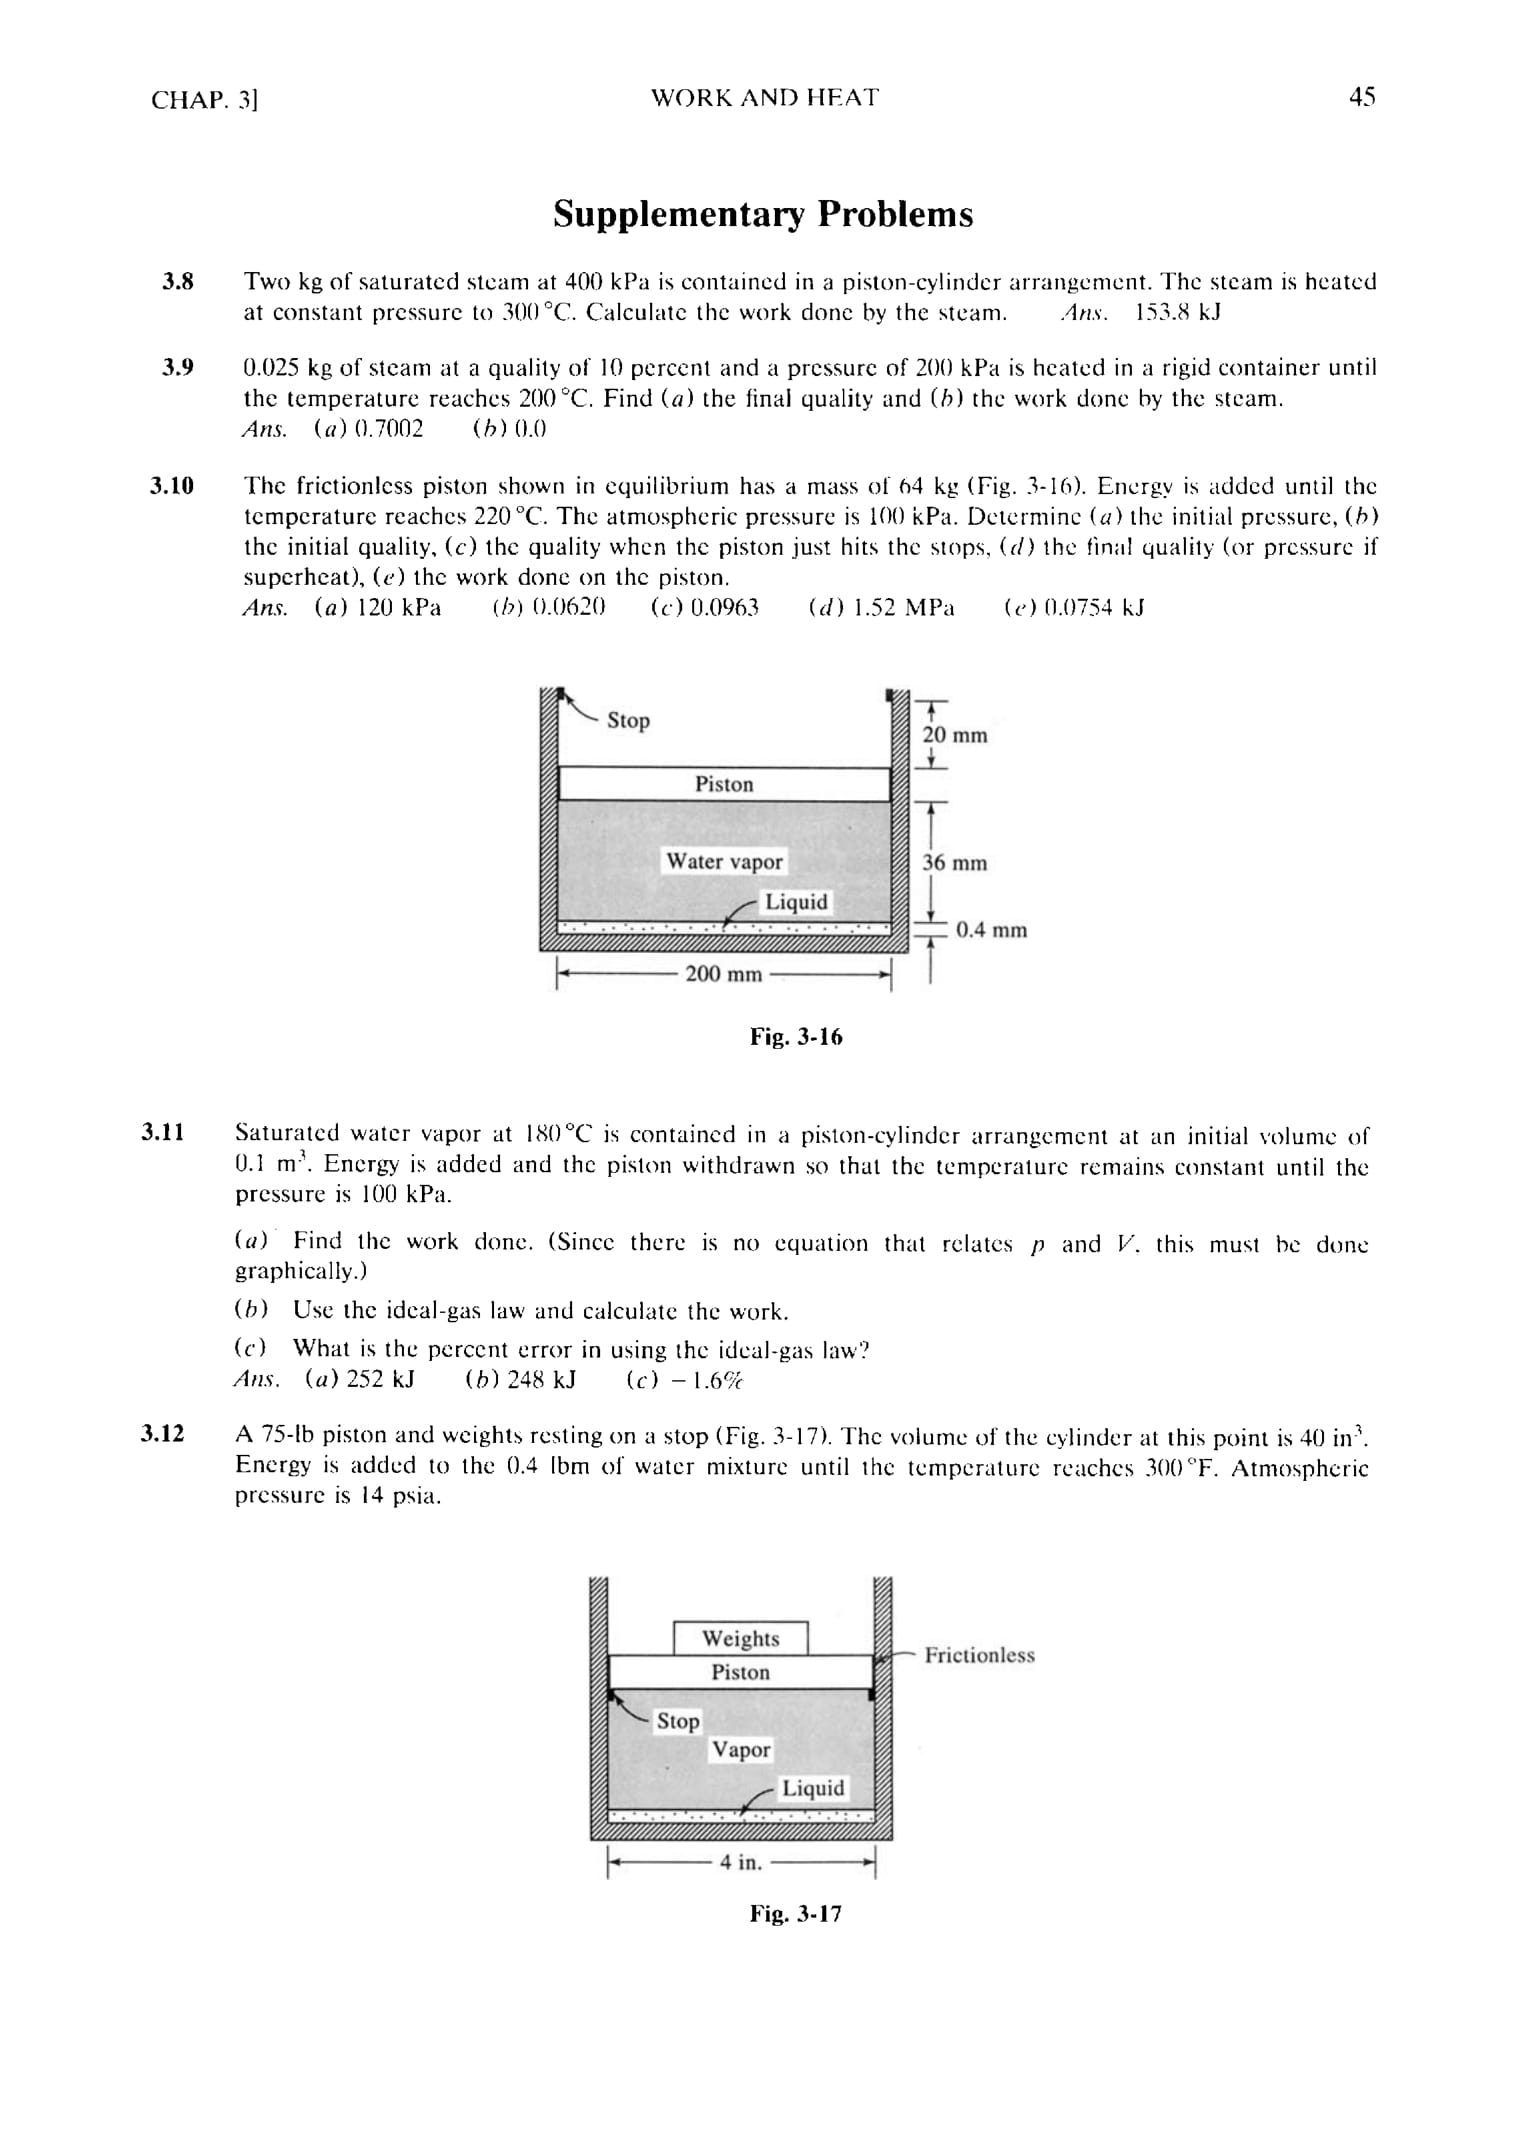 CHAP. 3] WORK AND HEAT 45
Supplementary Problems
3.8 Two kg of saturated steam at 400 kPa is contained in a piston-cylinder arrangement. The steam is heated
at constant pressure to 300 °C. Calculate the work done by the steam. Ans. 153.8 kJ
3.9 0.025 kg of steam at a quality of 10 percent and a pressure of 200 kPa is heated in a rigid container until
the temperature reaches 200 °C. Find (a) the final quality and (b) the work done by the steam.
Ans. (a) 0.7002 (b) 0.0
3.10 The frictionless piston shown in equilibrium has a mass of 64 kg (Fig. 3-16). Energy is added until the
temperature reaches 220 °C. The atmospheric pressure is 100 kPa. Determine (a) the initial pressure, (b)
the initial quality, (c) the quality when the piston just hits the stops, (d) the final quality (or pressure if
superheat), (e) the work done on the piston.
Ans. (a) 120 kPa (b) 0.0620 (c) 0.0963 (d) 1.52 MPa (e) 0.0754 kJ
Stop
20 mm
Piston
Water vapor
36 mm
Liquid
0.4 mm
200 mm
Fig. 3-16
3.11 Saturated water vapor at 180 °C is contained in a piston-cylinder arrangement at an initial volume of
0.1 m³. Energy is added and the piston withdrawn so that the temperature remains constant until the
pressure is 100 kPa.
(a) Find the work done. (Since there is no equation that relates p and V, this must be done
graphically.)
(b) Use the ideal-gas law and calculate the work.
(c) What is the percent error in using the ideal-gas law?
Ans. (a) 252 kJ (b) 248 kJ (c) −1.6%
3.12 A 75-lb piston and weights resting on a stop (Fig. 3-17). The volume of the cylinder at this point is 40 in³.
Energy is added to the 0.4 lbm of water mixture until the temperature reaches 300 °F. Atmospheric
pressure is 14 psia.
Weights
Frictionless
Piston
Stop
Vapor
Liquid
4 in.
Fig. 3-17